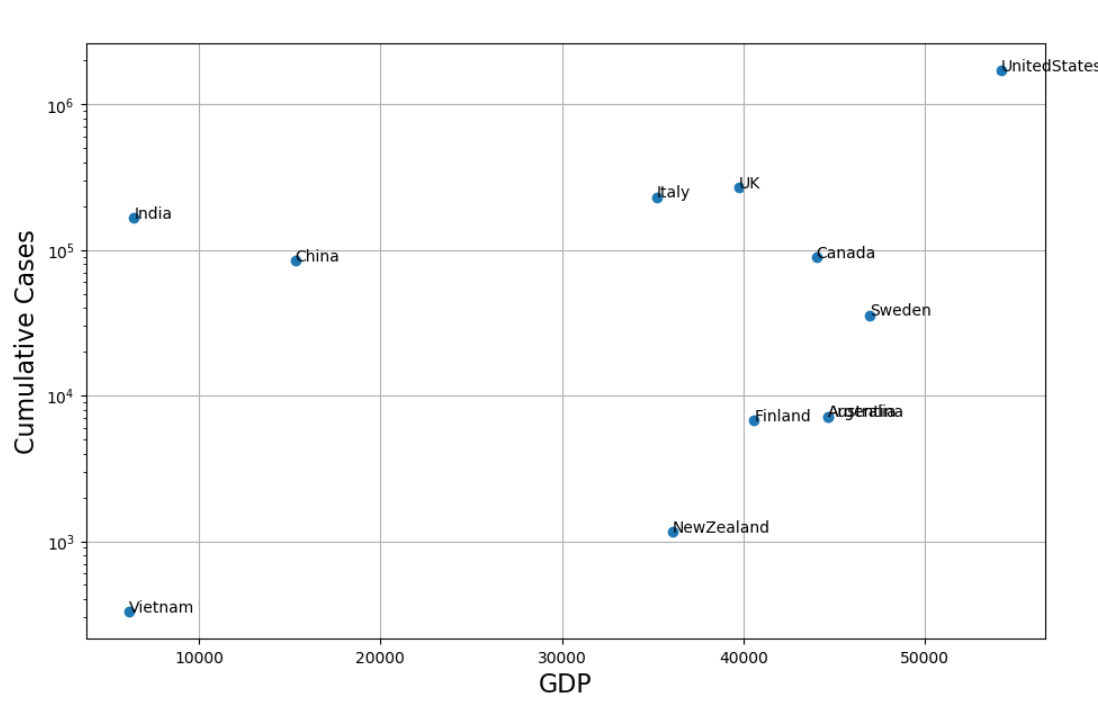 UnitedStates
10^6
UK
Italy
India
10^5
China
Canada
Sweden
10^4
Finland
NewZealand
10^3
Vietnam
10000 20000 30000 40000 50000
GDP
Cumulative Cases